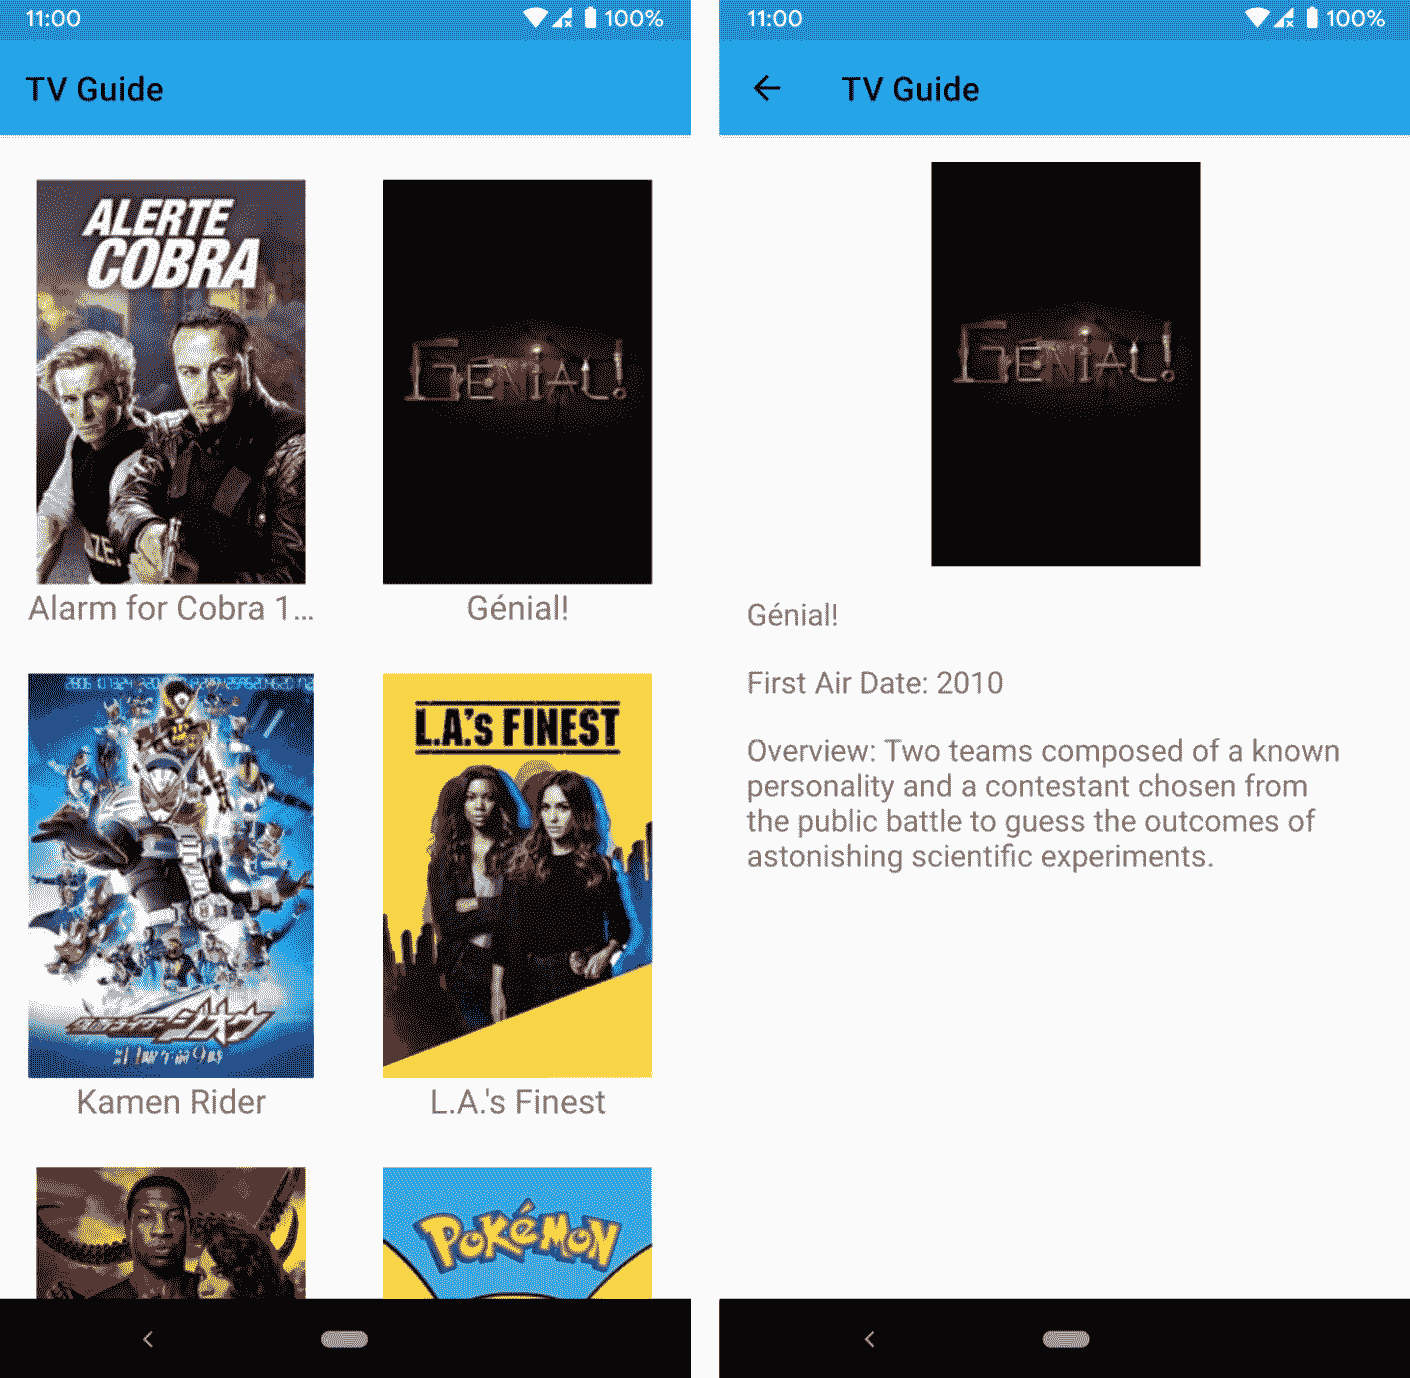 11:00
100%
TV Guide
ALERTE
COBRA
GÉNIAL!
Alarm for Cobra 1...
Génial!
L.A.'s FINEST
Kamen Rider
L.A.'s Finest
POKÉMON
11:00
100%
TV Guide
GÉNIAL!
Génial!
First Air Date: 2010
Overview: Two teams composed of a known
personality and a contestant chosen from
the public battle to guess the outcomes of
astonishing scientific experiments.